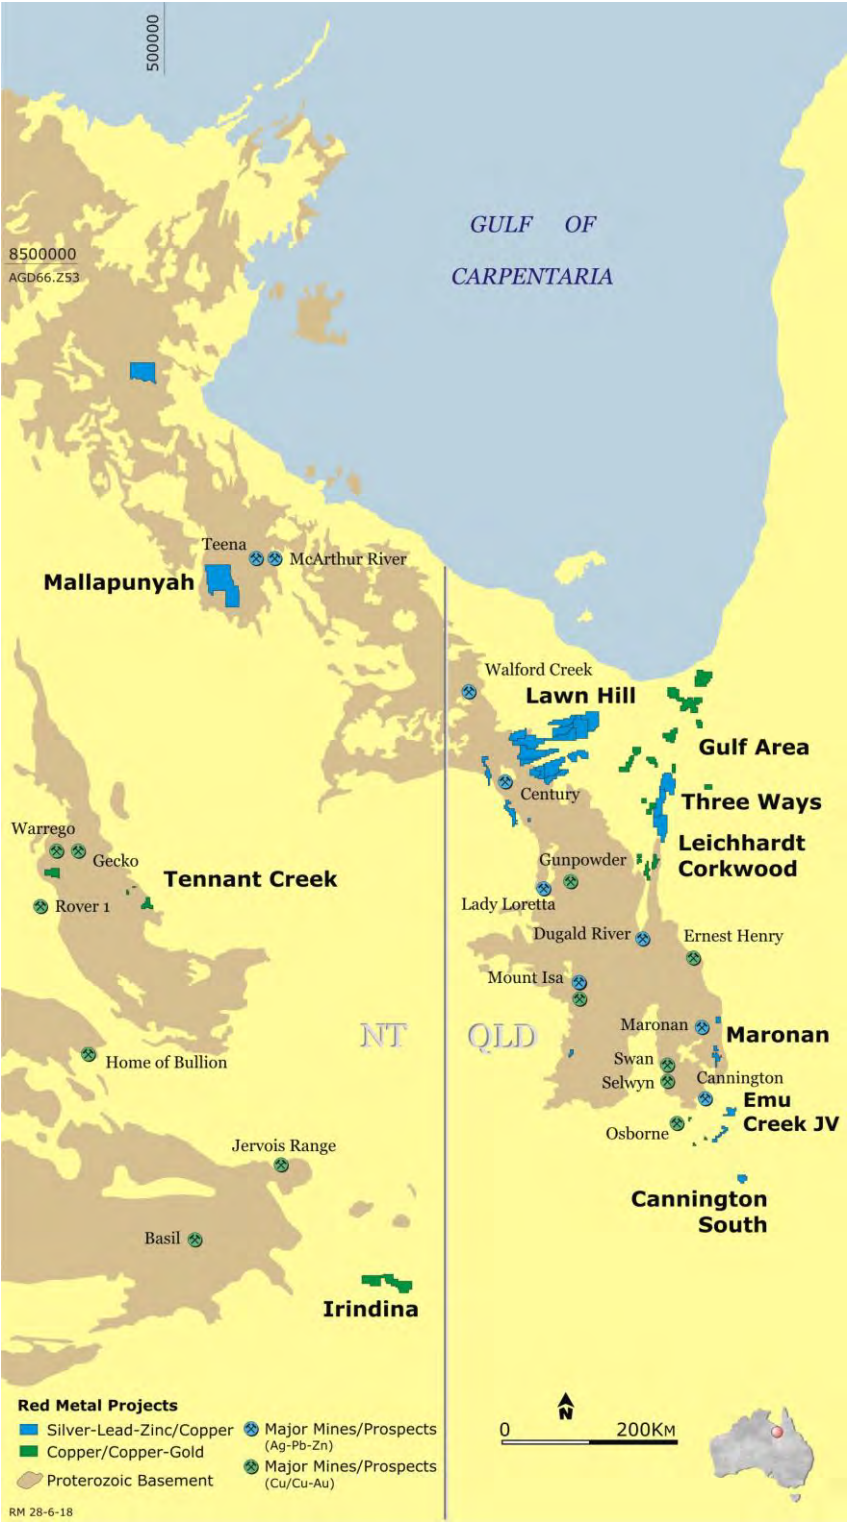 500000
GULF OF
CARPENTARIA
8500000
AGD66.Z53
Teena
McArthur River
Mallapunyah
Walford Creek
Lawn Hill
Gulf Area
Century
Three Ways
Leichhardt
Corkwood
Warrego
Gecko
Gunpowder
Tennant Creek
Lady Loretta
Rover 1
Dugald River
Ernest Henry
Mount Isa
NT
QLD
Maronan
Maronan
Home of Bullion
Swan
Selwyn
Cannington
Emu
Creek JV
Osborne
Jervois Range
Cannington
South
Basil
Irindina
Red Metal Projects
Silver-Lead-Zinc/Copper
Copper/Copper-Gold
Proterozoic Basement
Major Mines/Prospects
(Ag-Pb-Zn)
Major Mines/Prospects
(Cu/Cu-Au)
N
0 200KM
RM 28-6-18